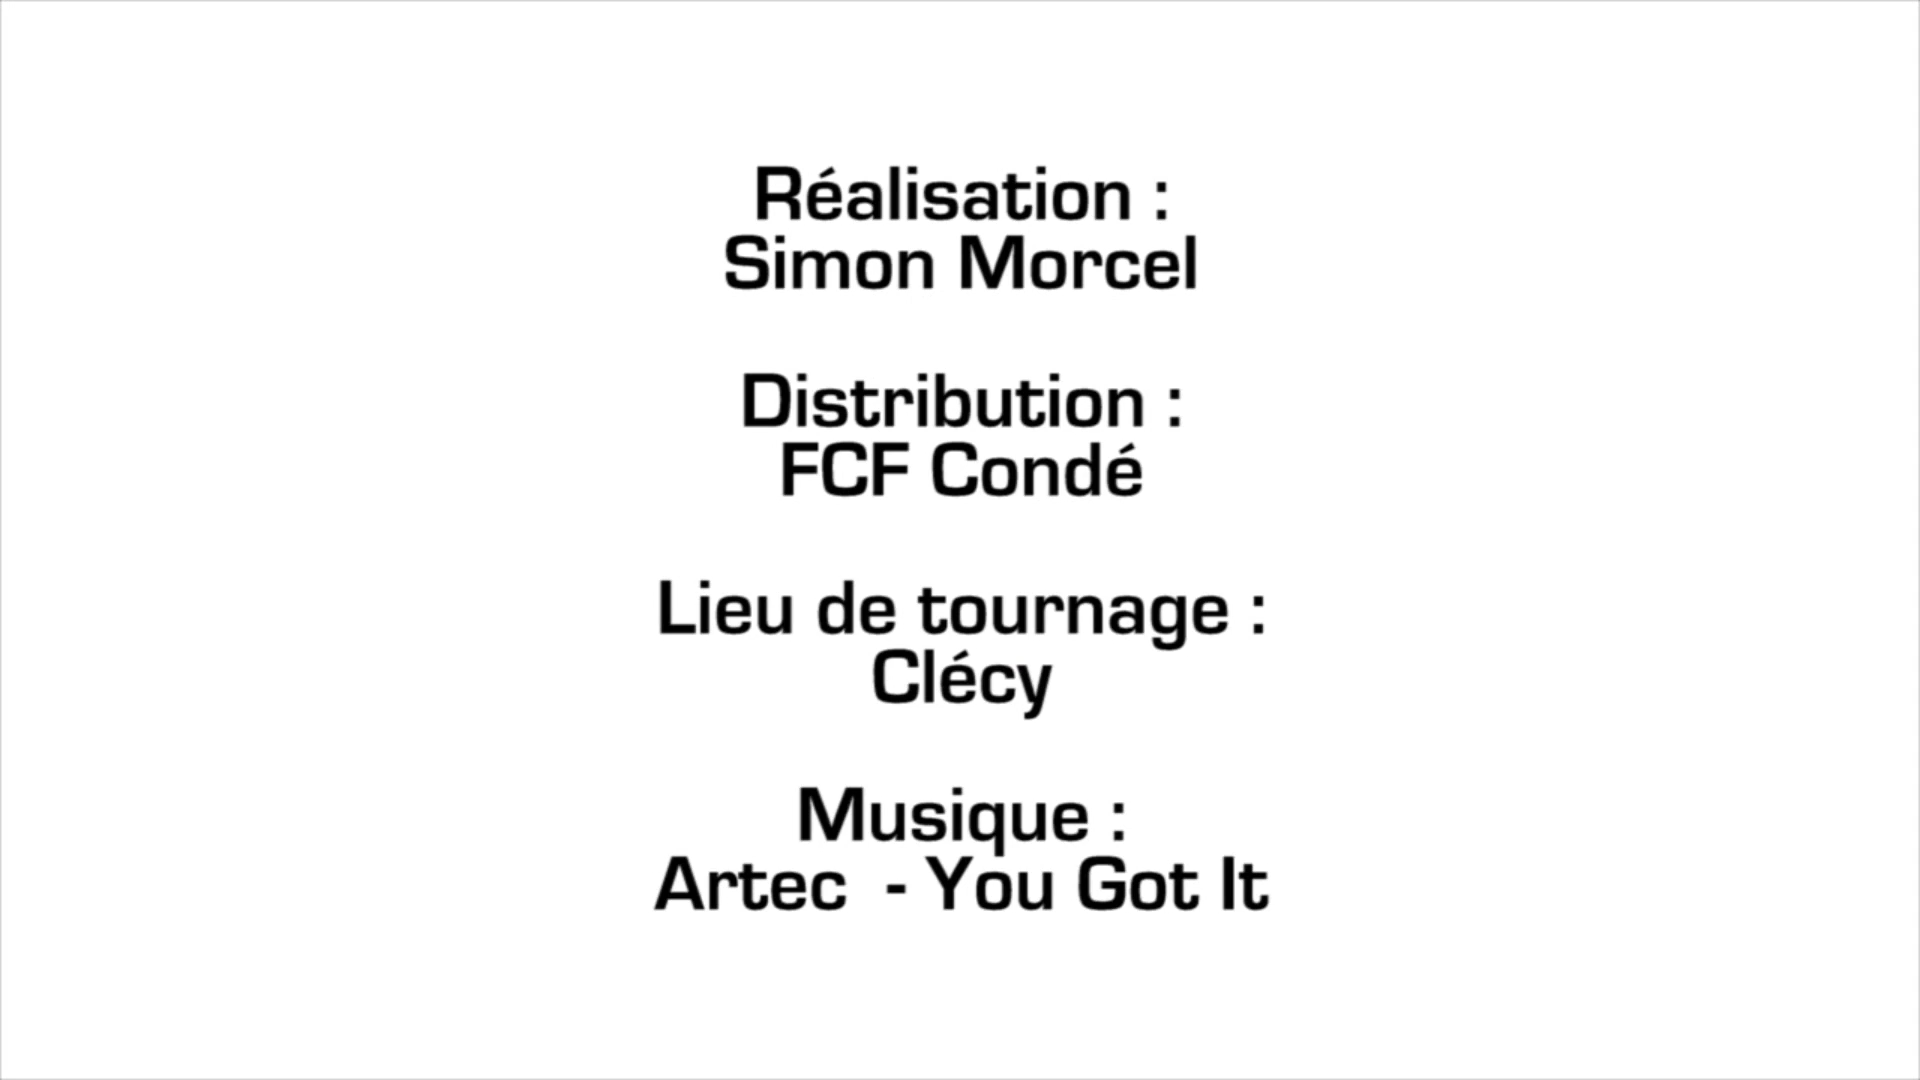 Réalisation :
Simon Morcel
Distribution :
FCF Condé
Lieu de tournage :
Clécy
Musique :
Artec  - You Got It